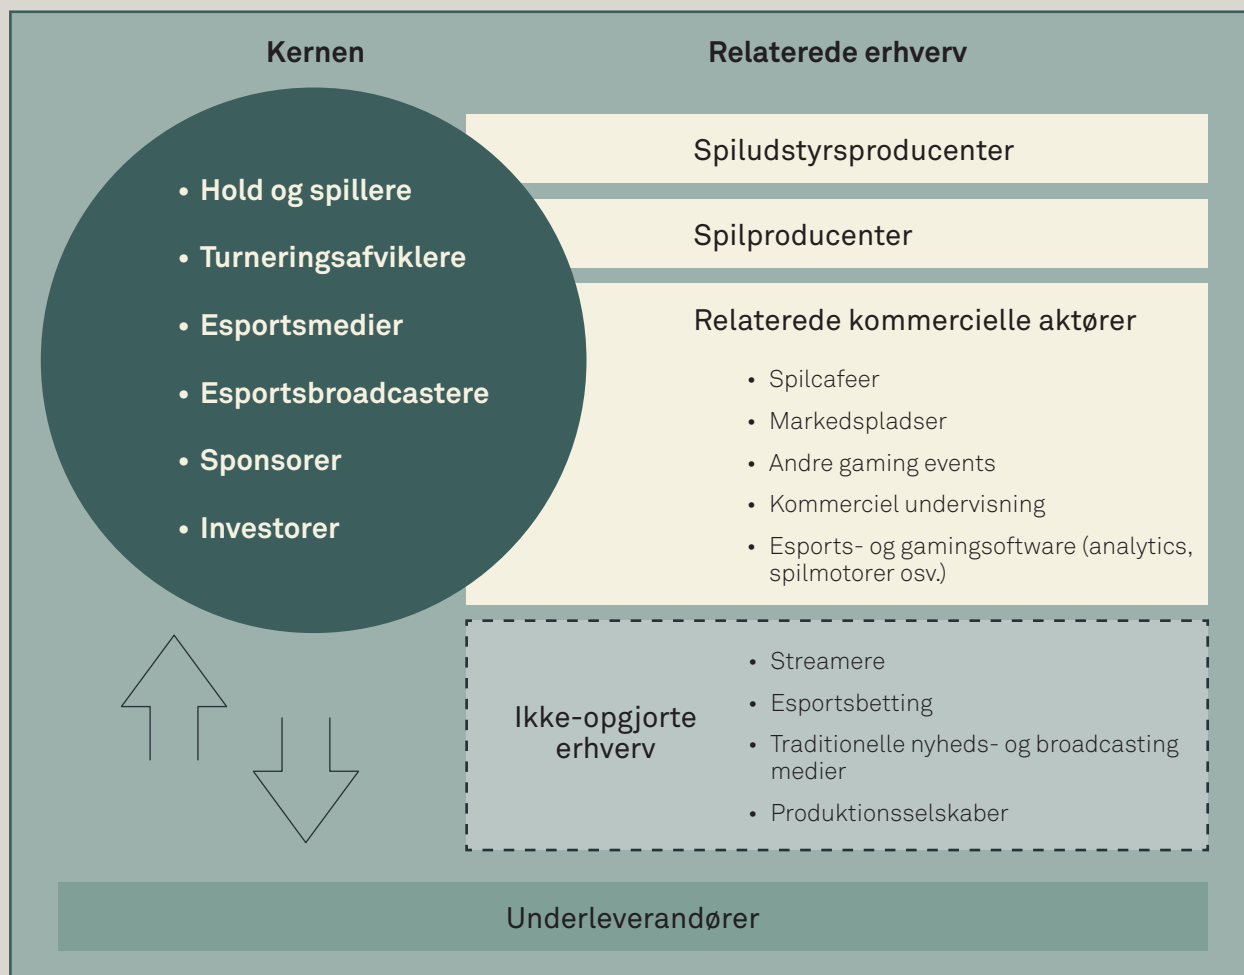 Kernen
• Hold og spillere
• Turneringsafviklere
• Esportsmedier
• Esportsbroadcastere
• Sponsorer
• Investorer
Relaterede erhverv
Spiludstyrsproducenter
Spilproducenter
Relaterede kommercielle aktører
• Spilcafeer
• Markedspladser
• Andre gaming events
• Kommerciel undervisning
• Esports- og gamingsoftware (analytics,
spilmotorer osv.)
Ikke-opgjorte
erhverv
• Streamere
• Esportsbetting
• Traditionelle nyheds- og broadcasting
medier
• Produktionsselskaber
Underleverandører